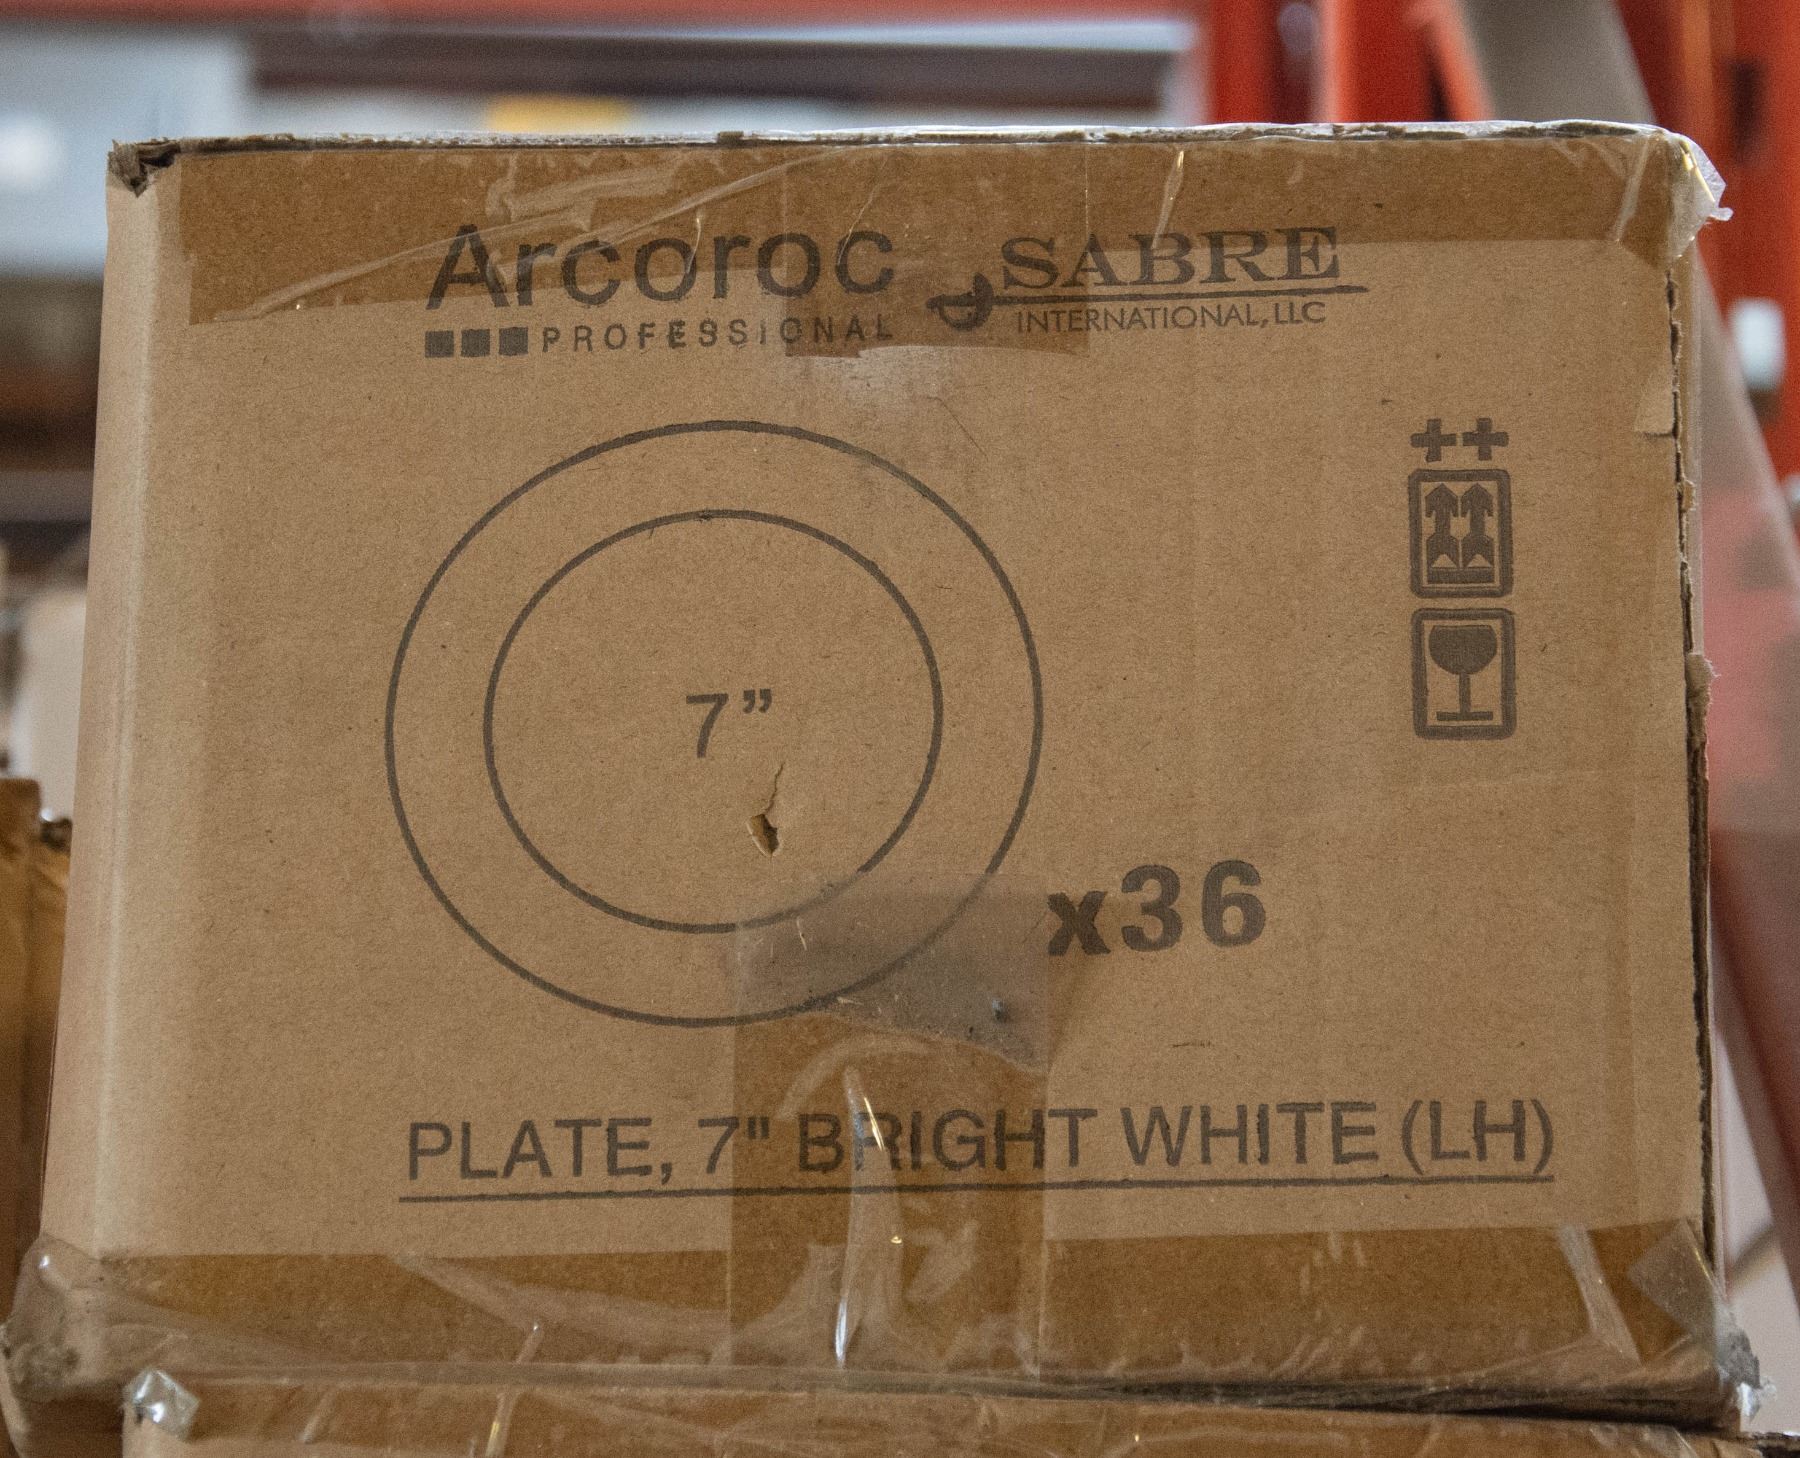 Arcoroc
PROFESSIONAL
SABRE
INTERNATIONAL, LLC
7”
x36
PLATE, 7" BRIGHT WHITE (LH)